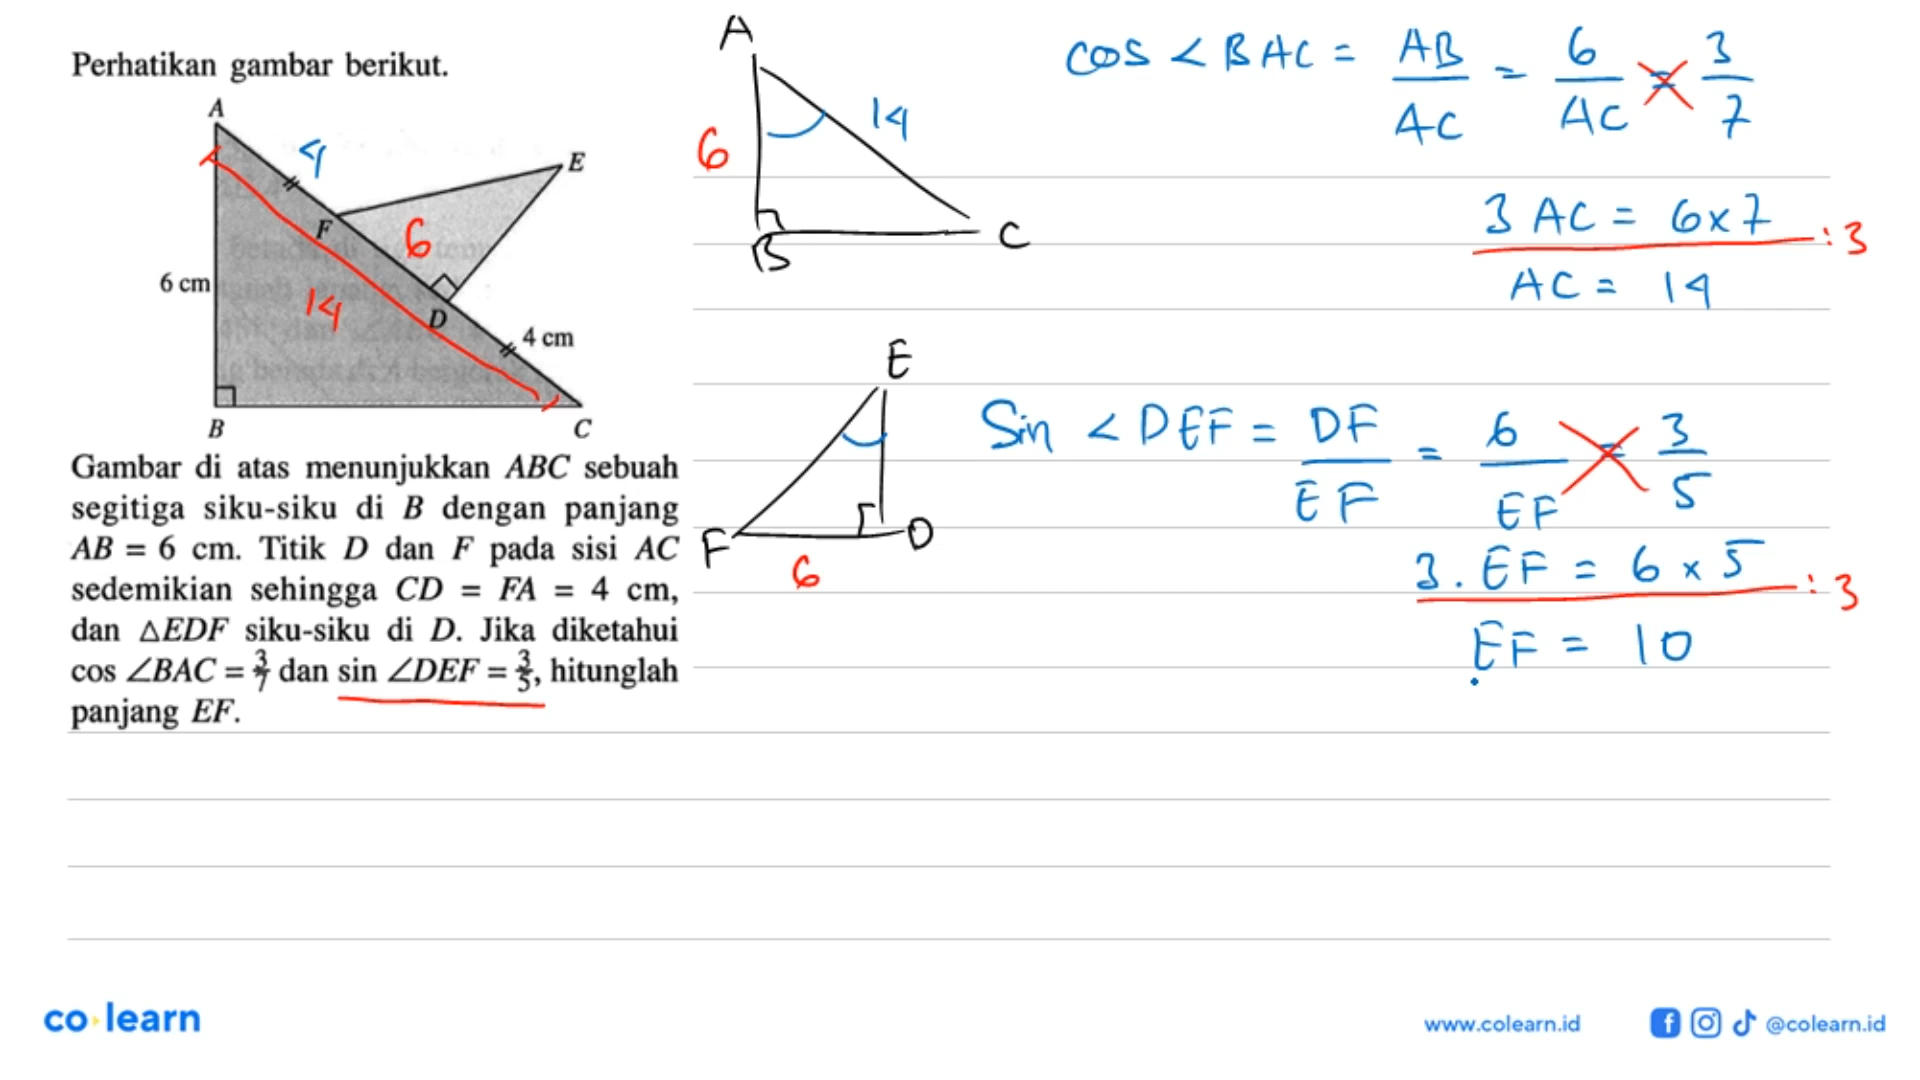 Perhatikan gambar berikut.
A
4
E
F
6
6 cm
14
D
4 cm
B
C
Gambar di atas menunjukkan ABC sebuah
segitiga siku-siku di B dengan panjang
AB = 6 cm. Titik D dan F pada sisi AC
sedemikian sehingga CD = FA = 4 cm,
dan △EDF siku-siku di D. Jika diketahui
cos ∠BAC = 3/7 dan sin ∠DEF = 3/5, hitunglah
panjang EF.
A
6
14
B
C
cos < BAC = AB/AC = 6/AC = 3/7
3 AC = 6x7 :3
AC = 14
E
F
D
6
Sin < DEF = DF/EF = 6/EF = 3/5
3. EF = 6 x 5 :3
EF = 10
co learn
www.colearn.id
@colearn.id